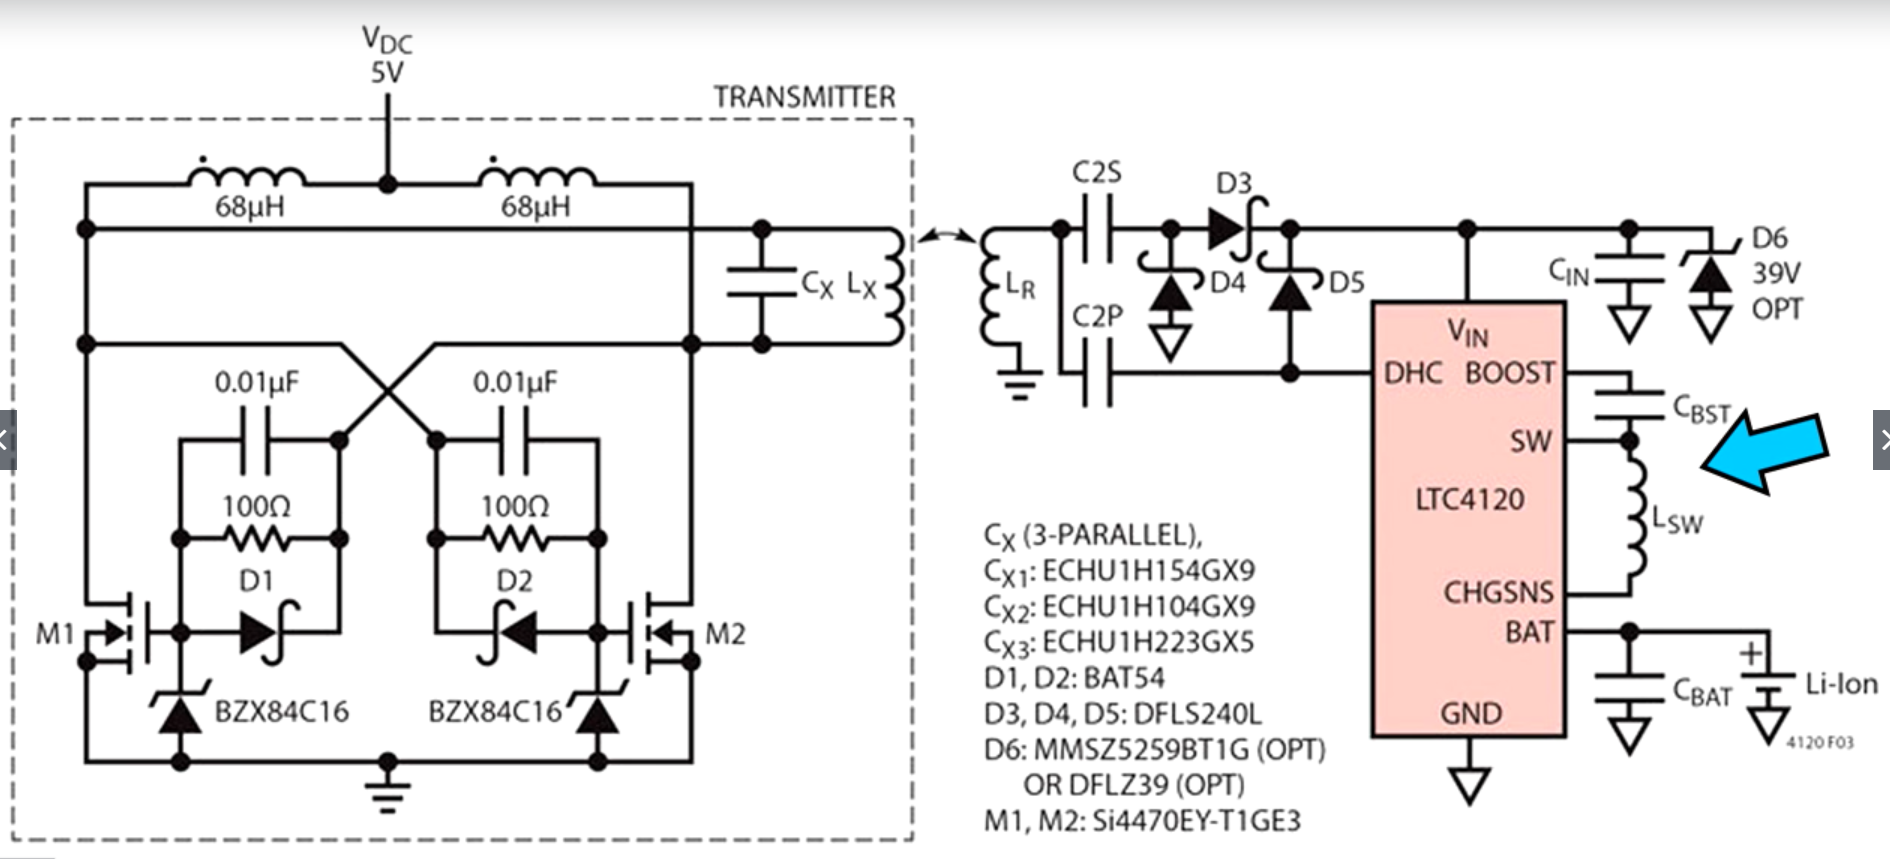 VDC
5V
TRANSMITTER
68µH
68µH
CX
LX
0.01µF
0.01µF
100Ω
100Ω
D1
D2
M1
M2
BZX84C16
BZX84C16
LR
C2S
C2P
D3
D4
D5
CIN
D6
39V
OPT
VIN
DHC
BOOST
SW
LTC4120
CHGSNS
BAT
GND
CBST
LSW
CBAT
+
Li-Ion
4120 F03
CX (3-PARALLEL),
CX1: ECHU1H154GX9
CX2: ECHU1H104GX9
CX3: ECHU1H223GX5
D1, D2: BAT54
D3, D4, D5: DFLS240L
D6: MMSZ5259BT1G (OPT)
OR DFLZ39 (OPT)
M1, M2: Si4470EY-T1GE3